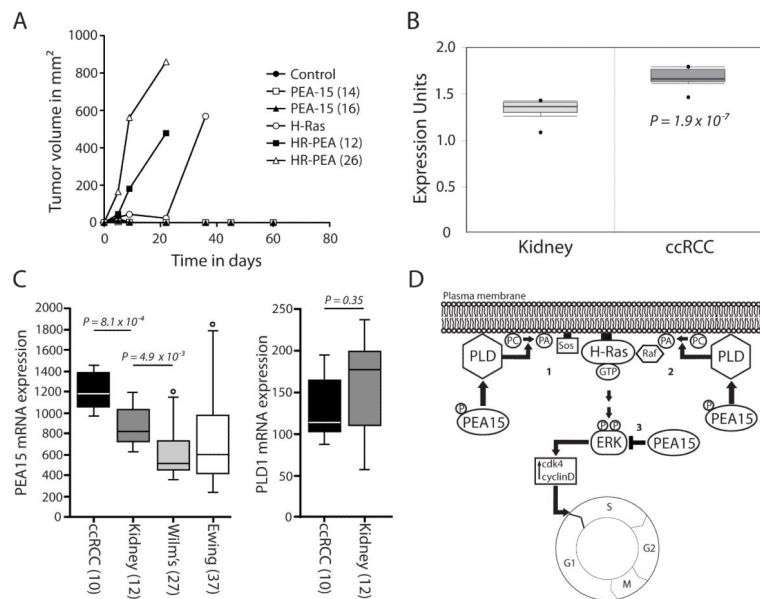 A
Tumor volume in mm²
1000
800
600
400
200
0
0
20
40
60
80
Time in days
Control
PEA-15 (14)
PEA-15 (16)
H-Ras
HR-PEA (12)
HR-PEA (26)
B
Expression Units
2.0
1.5
1.0
0.5
0
P = 1.9 x 10⁻⁷
Kidney
ccRCC
C
PEA15 mRNA expression
2000
1800
1600
1400
1200
1000
800
600
400
200
0
P = 8.1 x 10⁻⁴
P = 4.9 x 10⁻³
ccRCC (10)
Kidney (12)
Wilm's (27)
Ewing (37)
PLD1 mRNA expression
250
200
150
100
50
0
P = 0.35
ccRCC (10)
Kidney (12)
D
Plasma membrane
PLD
PC
PA
1
Sos
H-Ras
GTP
Raf
PA
PC
2
PLD
P
PEA15
P
PEA15
P P
ERK
3
PEA15
cdk4
cyclinD
S
G2
M
G1